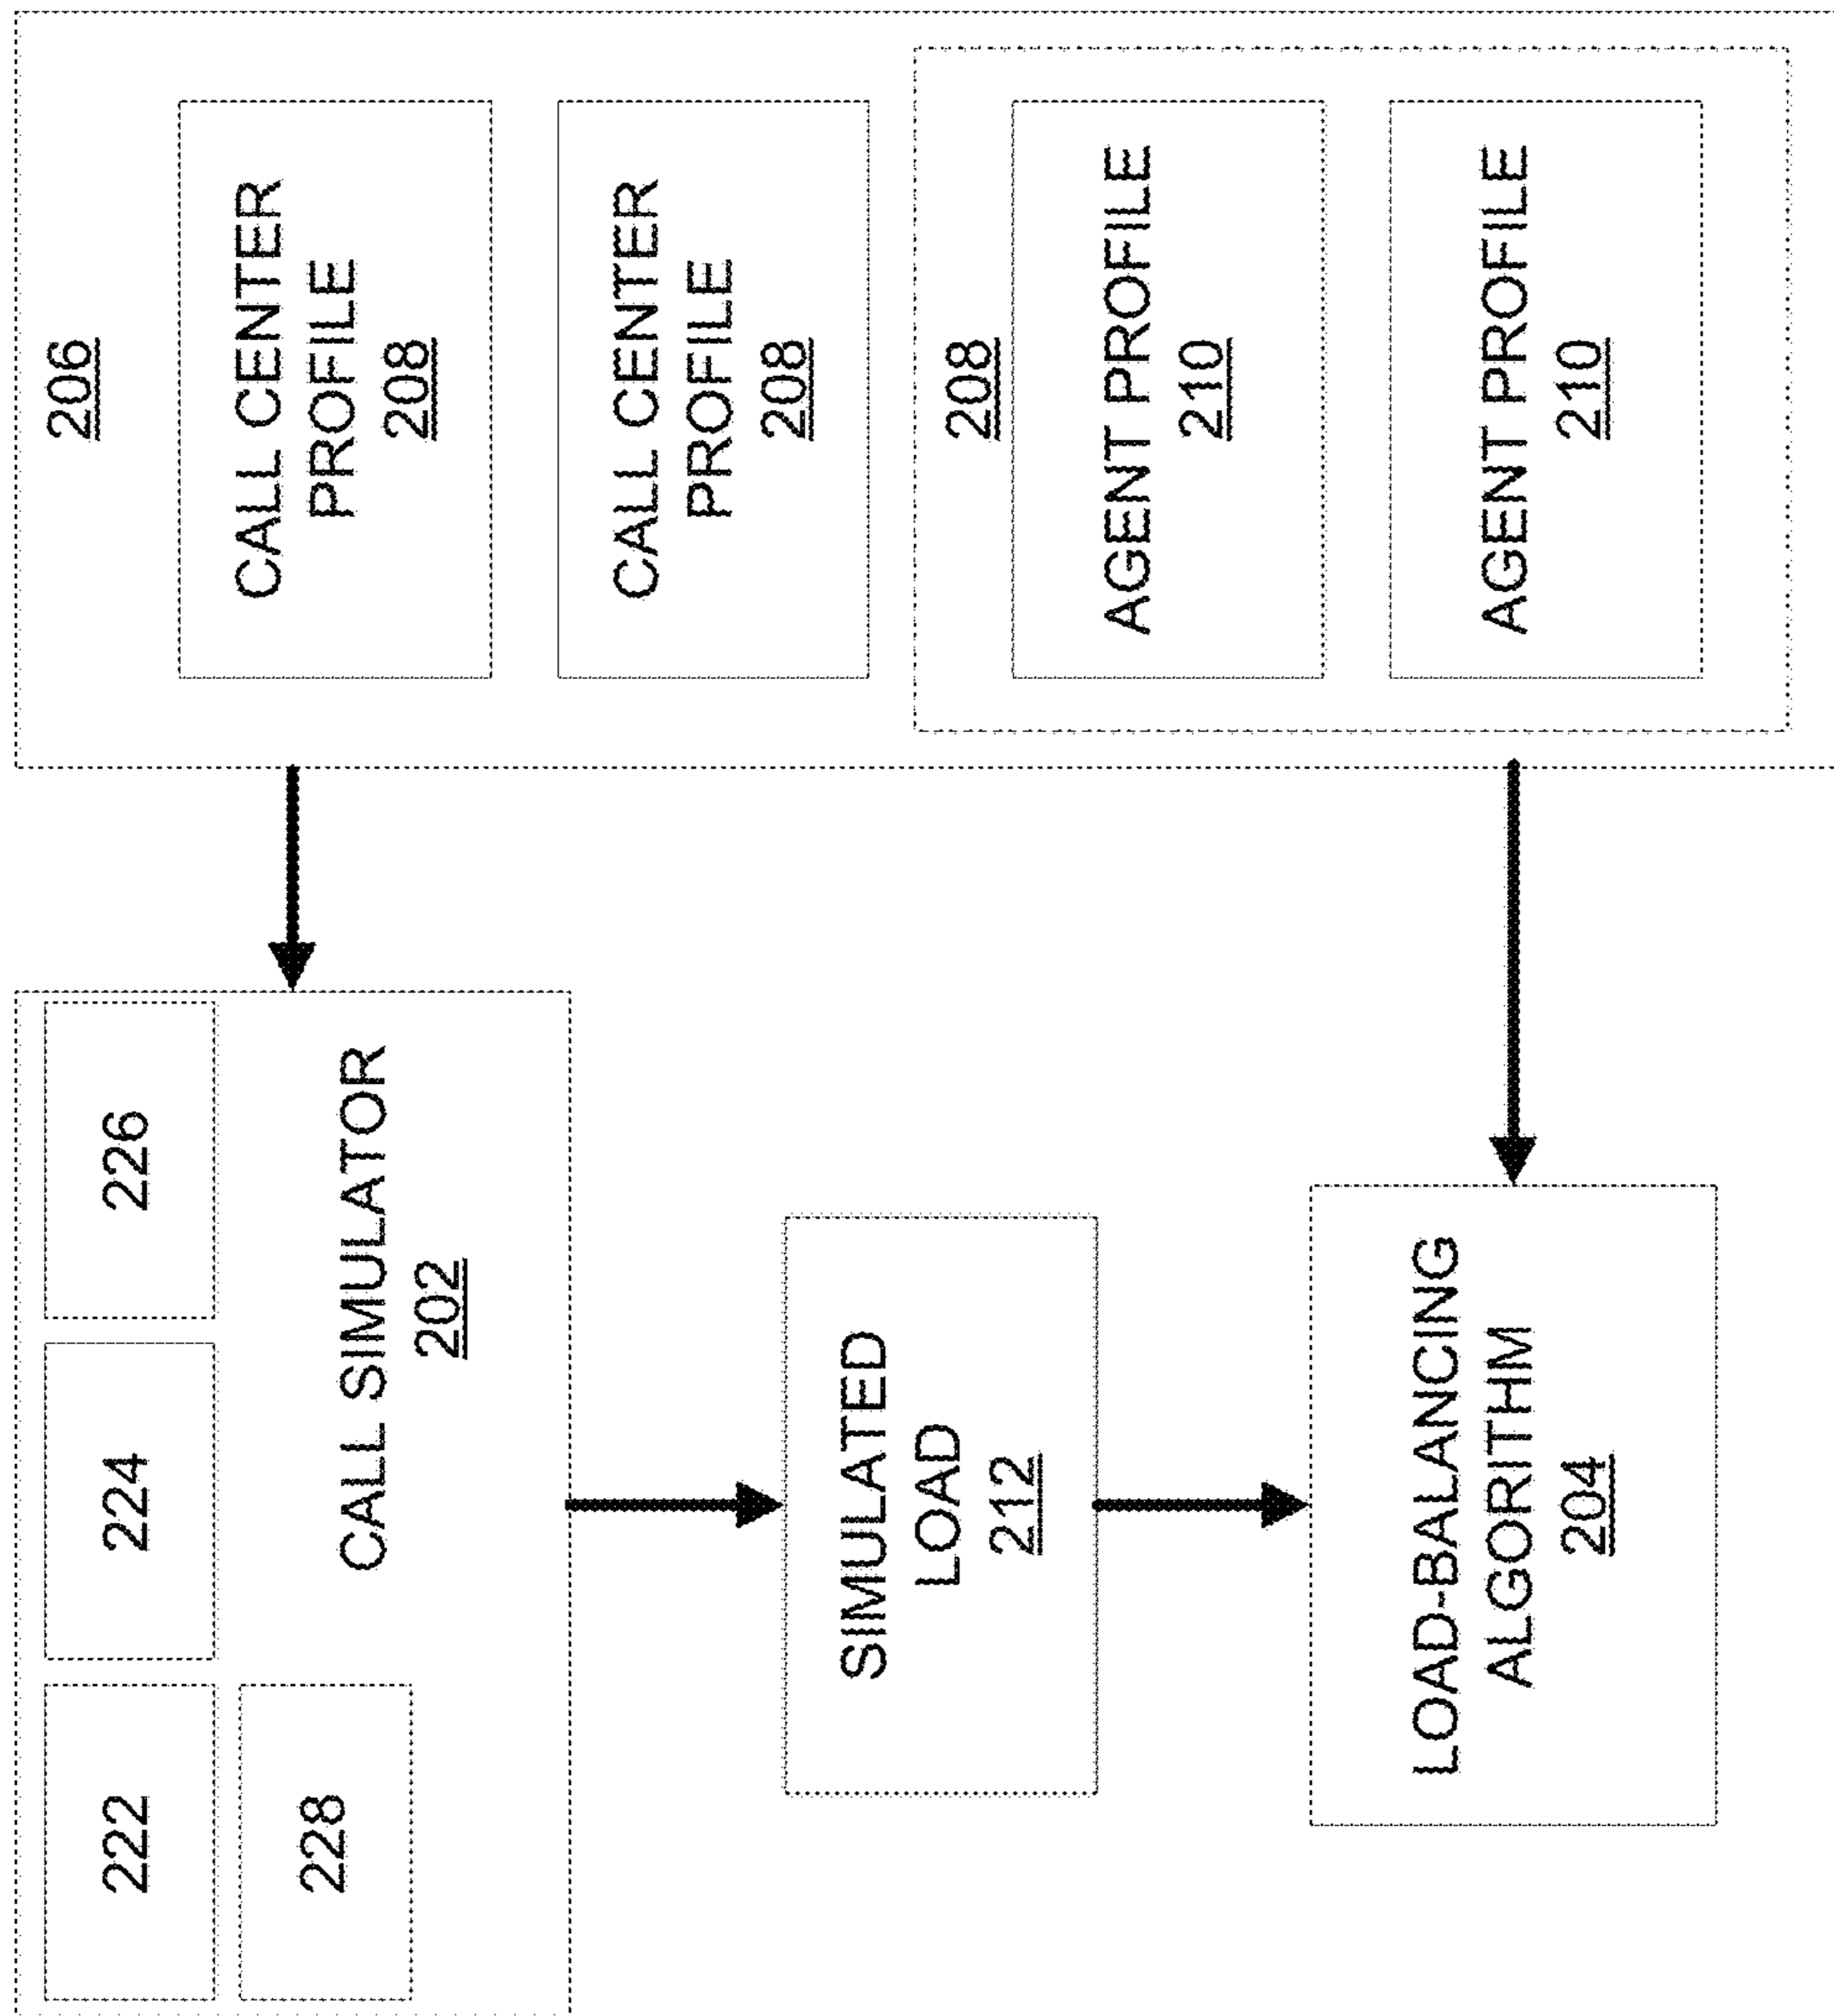 222
224
226
228
CALL SIMULATOR
202
SIMULATED
LOAD
212
LOAD-BALANCING
ALGORITHM
204
206
CALL CENTER
PROFILE
208
CALL CENTER
PROFILE
208
208
AGENT PROFILE
210
AGENT PROFILE
210